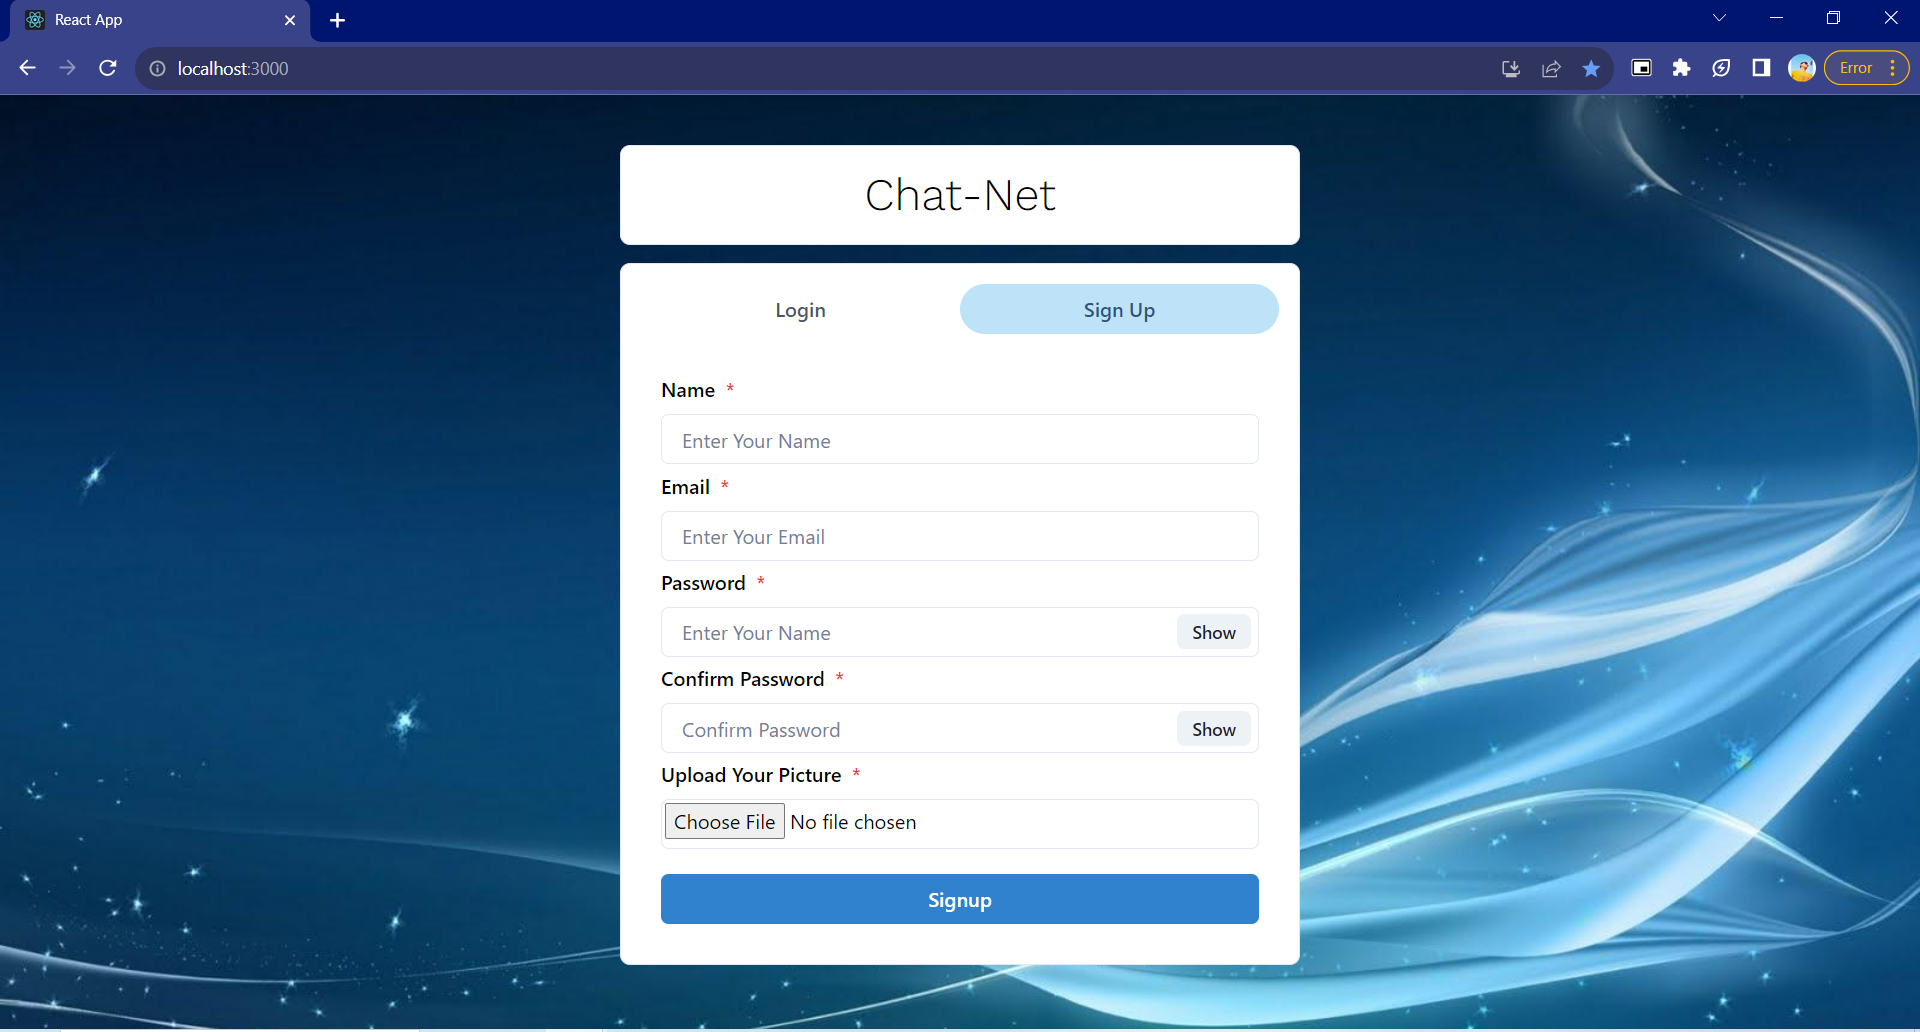 React App
localhost:3000
Error
Chat-Net
Login Sign Up
Name *
Enter Your Name
Email *
Enter Your Email
Password *
Enter Your Name Show
Confirm Password *
Confirm Password Show
Upload Your Picture *
Choose File No file chosen
Signup